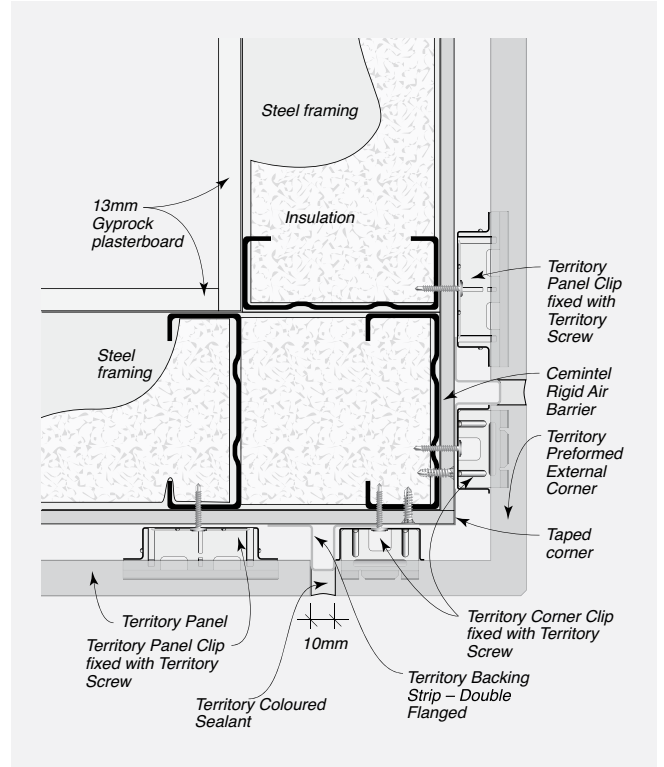 Steel framing
13mm
Gyprock
plasterboard
Insulation
Territory
Panel Clip
fixed with
Territory
Screw
Steel
framing
Cemintel
Rigid Air
Barrier
Territory
Preformed
External
Corner
Taped
corner
Territory Panel
Territory Panel Clip
fixed with Territory
Screw
10mm
Territory Corner Clip
fixed with Territory
Screw
Territory Backing
Strip – Double
Flanged
Territory Coloured
Sealant